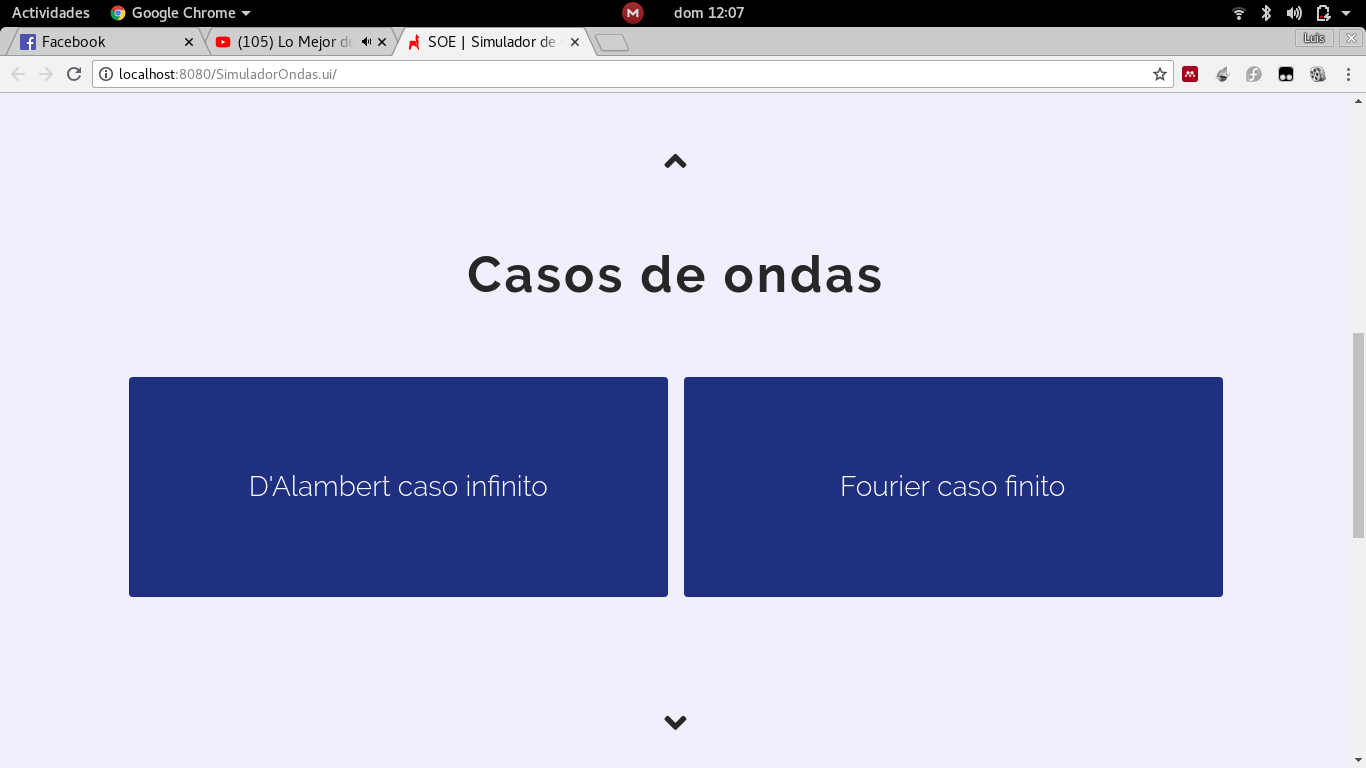 Actividades Google Chrome dom 12:07
Facebook (105) Lo Mejor de SOE | Simulador de Luis
localhost:8080/SimuladorOndas.ui/
Casos de ondas
D'Alambert caso infinito Fourier caso finito